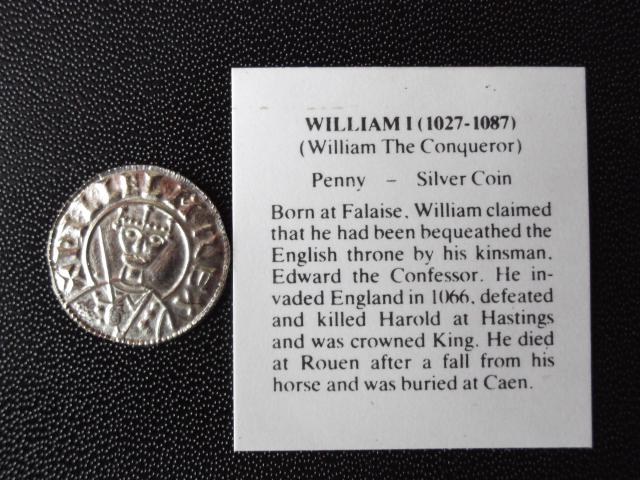 WILLIAM I (1027-1087)
(William The Conqueror)
Penny – Silver Coin
Born at Falaise, William claimed
that he had been bequeathed the
English throne by his kinsman,
Edward the Confessor. He in-
vaded England in 1066, defeated
and killed Harold at Hastings
and was crowned King. He died
at Rouen after a fall from his
horse and was buried at Caen.